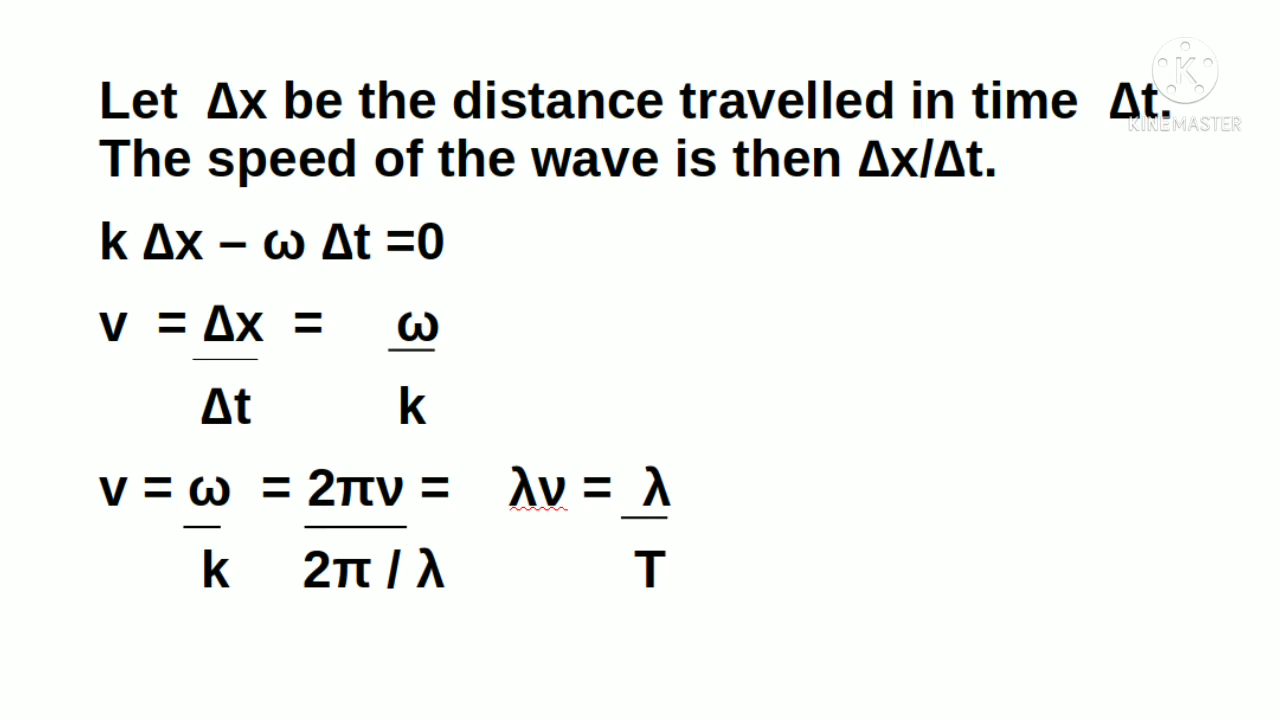 Let Δx be the distance travelled in time Δt.
KINEMASTER
The speed of the wave is then Δx/Δt.
k Δx – ω Δt =0
v = Δx = ω
Δt k
v = ω = 2πν = λν = λ
k 2π / λ T